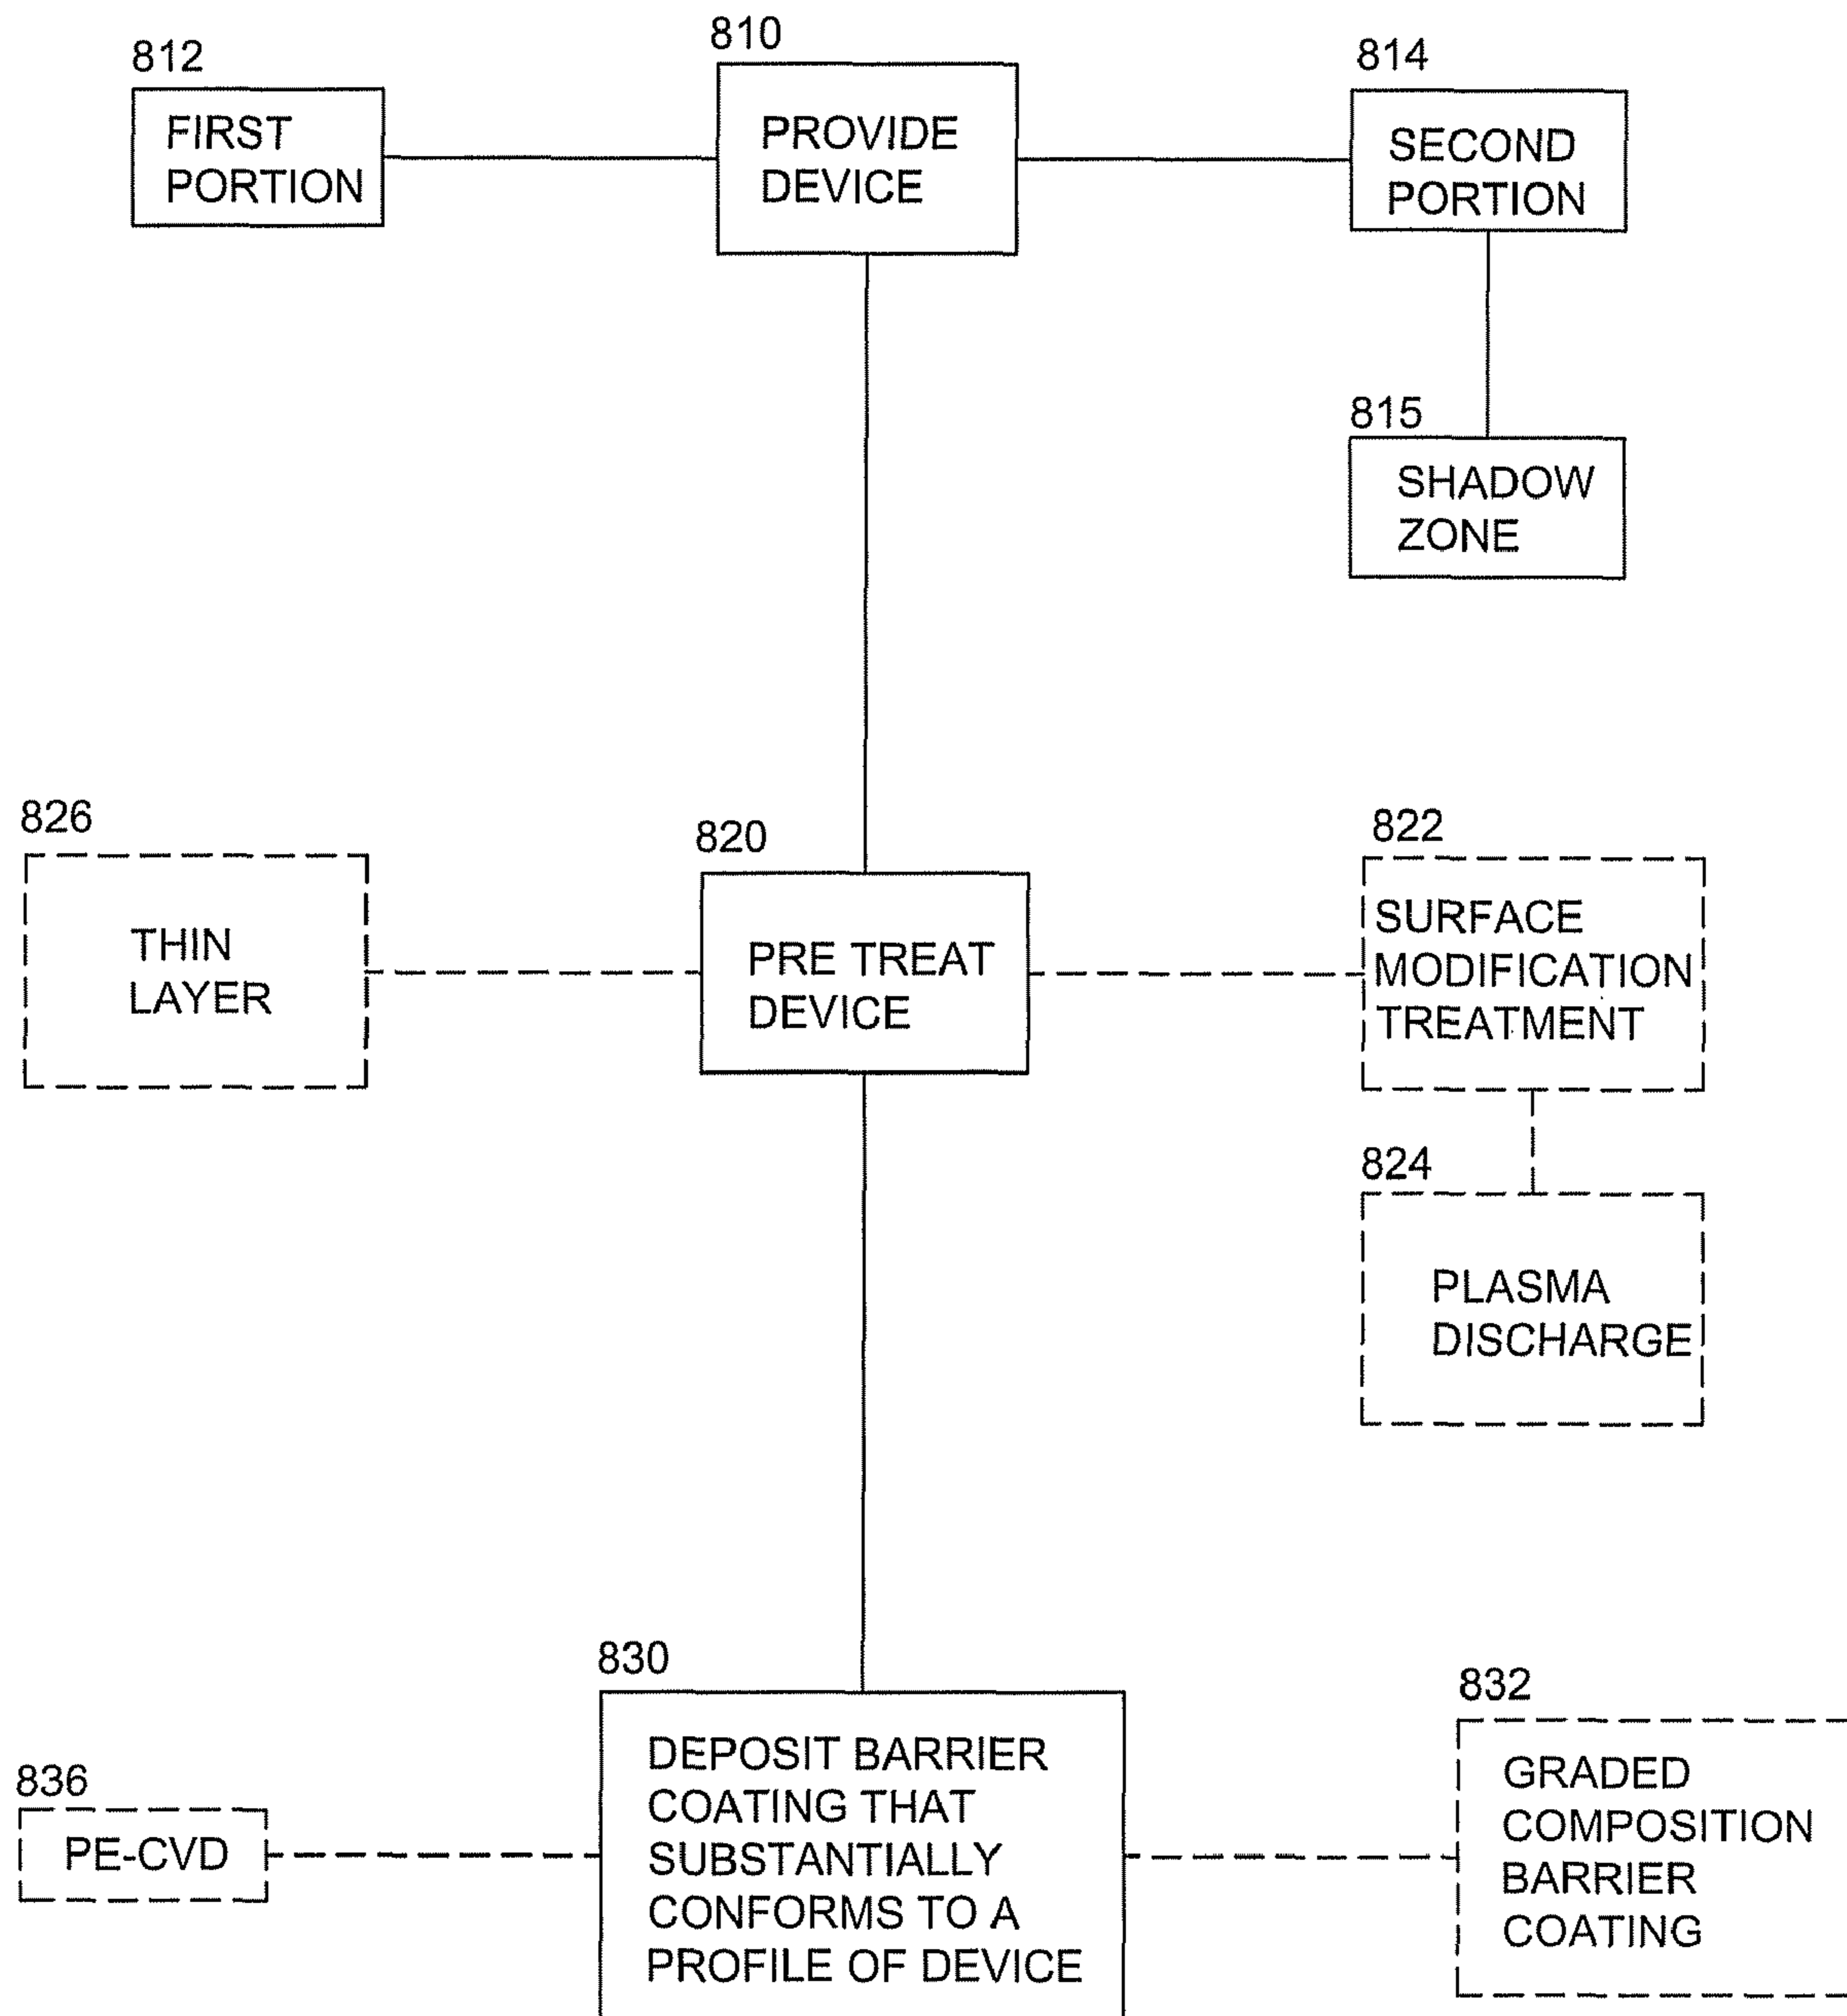 812
FIRST
PORTION
810
PROVIDE
DEVICE
814
SECOND
PORTION
815
SHADOW
ZONE
826
THIN
LAYER
820
PRE TREAT
DEVICE
822
SURFACE
MODIFICATION
TREATMENT
824
PLASMA
DISCHARGE
836
PE-CVD
830
DEPOSIT BARRIER
COATING THAT
SUBSTANTIALLY
CONFORMS TO A
PROFILE OF DEVICE
832
GRADED
COMPOSITION
BARRIER
COATING